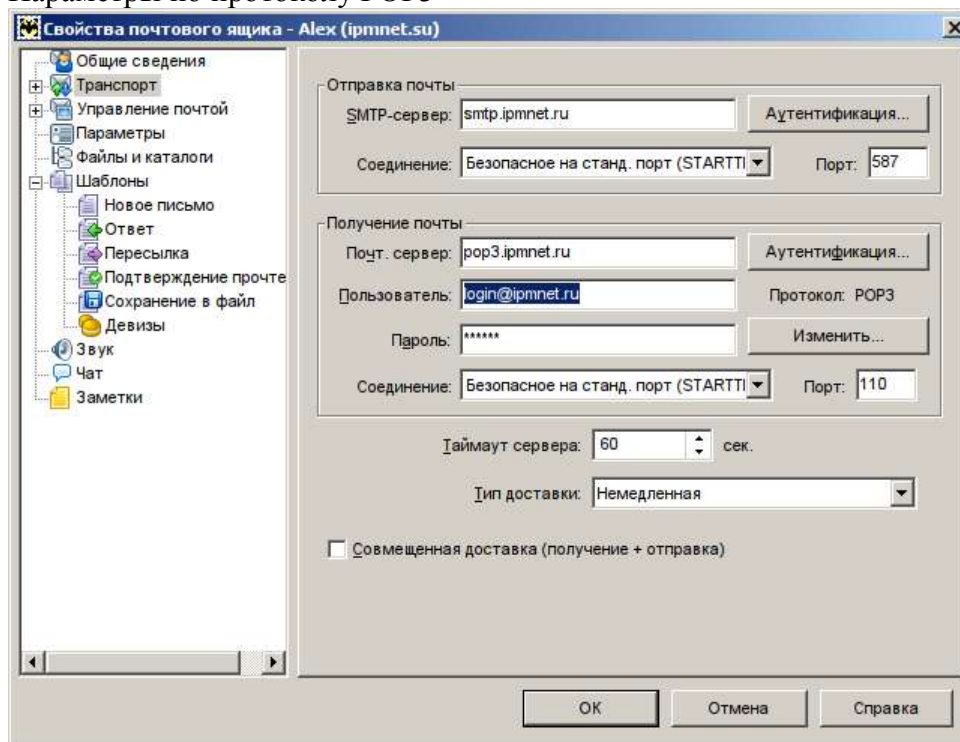 Параметры по протоколу POP3
Свойства почтового ящика - Alex (ipmnet.su)
Общие сведения
Транспорт
Управление почтой
Параметры
Файлы и каталоги
Шаблоны
Новое письмо
Ответ
Пересылка
Подтверждение прочте
Сохранение в файл
Девизы
Звук
Чат
Заметки
Отправка почты
SMTP-сервер: smtp.ipmnet.ru Аутентификация...
Соединение: Безопасное на станд. порт (STARTTL Порт: 587
Получение почты
Почт. сервер: pop3.ipmnet.ru Аутентификация...
Пользователь: login@ipmnet.ru Протокол: POP3
Пароль: ****** Изменить...
Соединение: Безопасное на станд. порт (STARTTL Порт: 110
Таймаут сервера: 60 сек.
Тип доставки: Немедленная
Совмещенная доставка (получение + отправка)
OK Отмена Справка